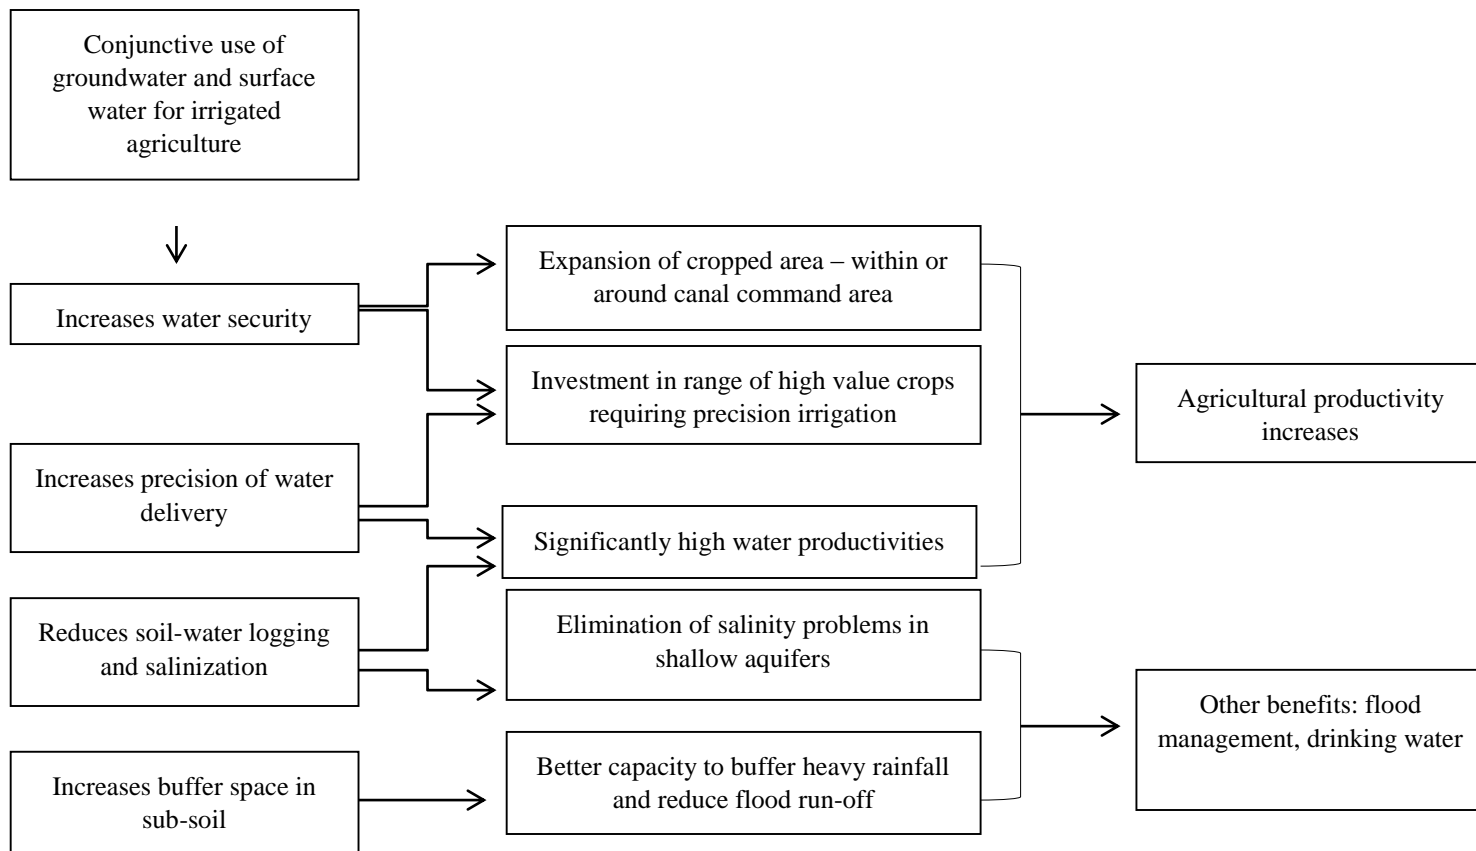 Conjunctive use of
groundwater and surface
water for irrigated
agriculture
Increases water security
Increases precision of water
delivery
Reduces soil-water logging
and salinization
Increases buffer space in
sub-soil
Expansion of cropped area – within or
around canal command area
Investment in range of high value crops
requiring precision irrigation
Significantly high water productivities
Elimination of salinity problems in
shallow aquifers
Better capacity to buffer heavy rainfall
and reduce flood run-off
Agricultural productivity
increases
Other benefits: flood
management, drinking water